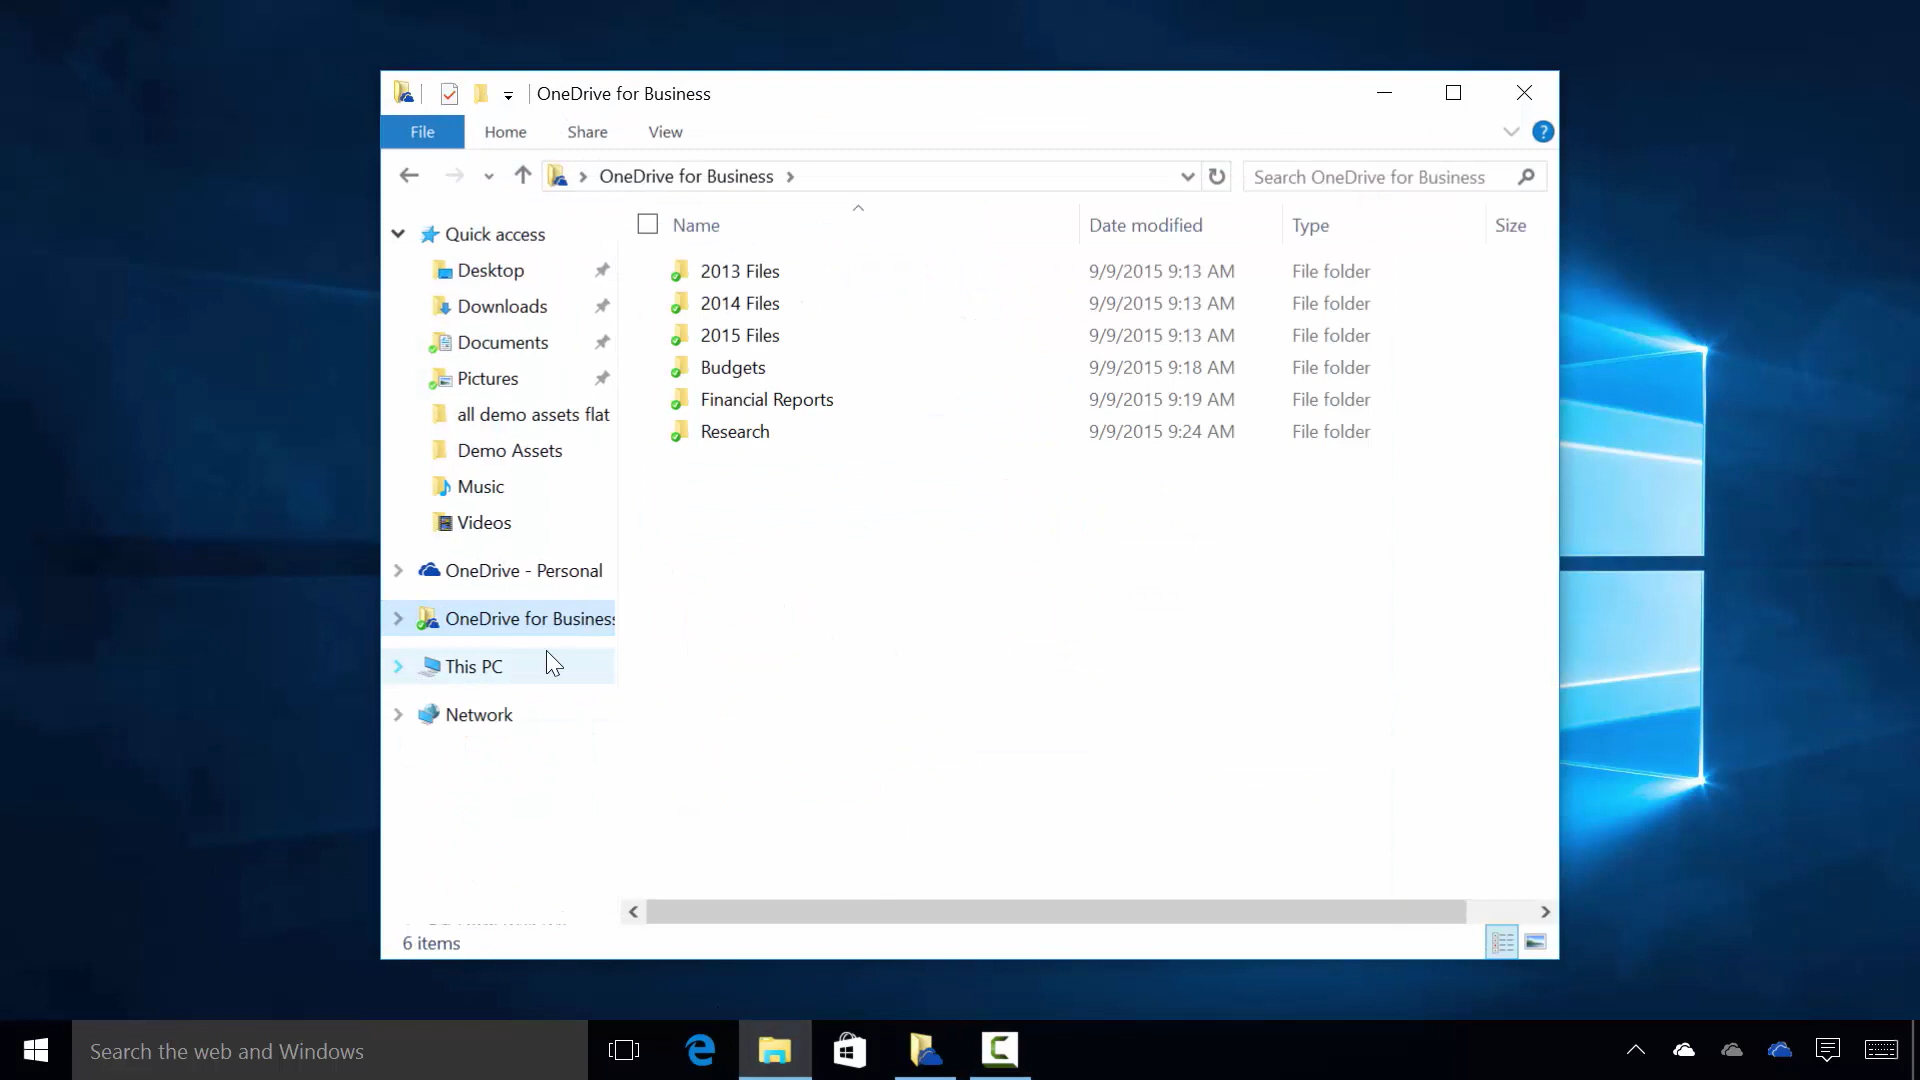 OneDrive for Business
File Home Share View
OneDrive for Business
Search OneDrive for Business
Name Date modified Type Size
Quick access
Desktop
Downloads
Documents
Pictures
all demo assets flat
Demo Assets
Music
Videos
OneDrive - Personal
OneDrive for Business
This PC
Network
2013 Files 9/9/2015 9:13 AM File folder
2014 Files 9/9/2015 9:13 AM File folder
2015 Files 9/9/2015 9:13 AM File folder
Budgets 9/9/2015 9:18 AM File folder
Financial Reports 9/9/2015 9:19 AM File folder
Research 9/9/2015 9:24 AM File folder
6 items
Search the web and Windows